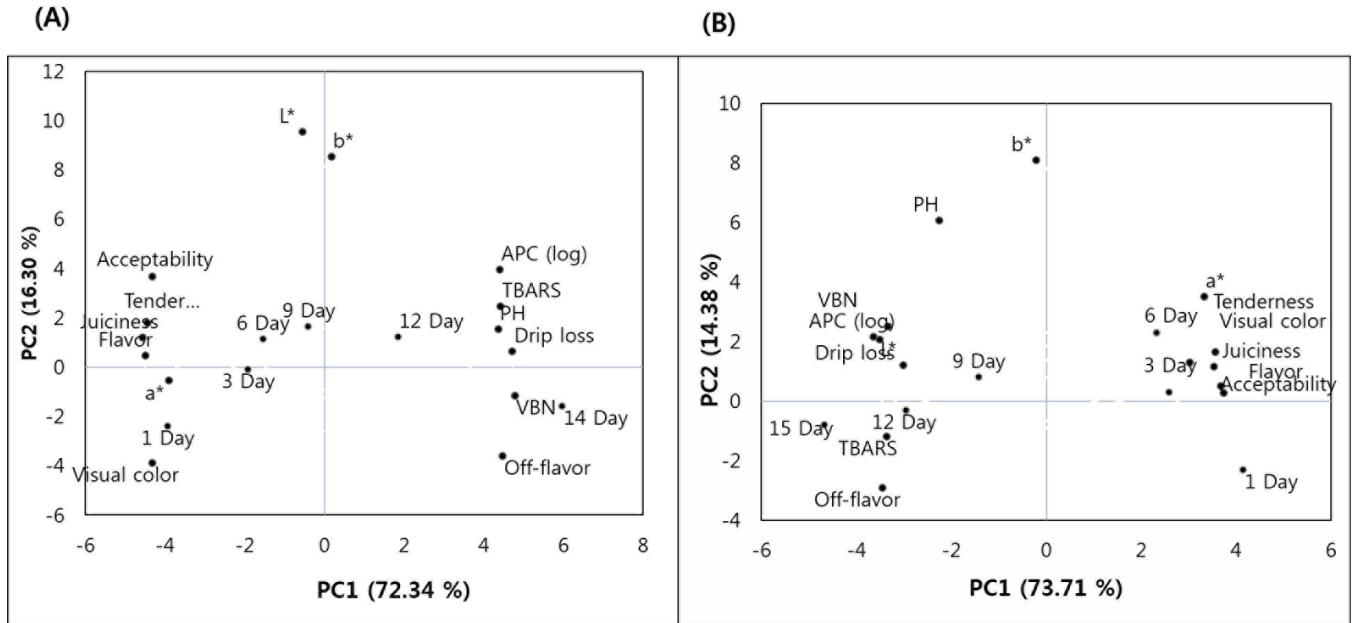 (A)
(B)
12
10
8
6
4
2
0
-2
-4
-6
PC2 (16.30 %)
L*
b*
Acceptability
Tender...
Juiciness
Flavor
6 Day
9 Day
12 Day
3 Day
a*
1 Day
Visual color
APC (log)
TBARS
PH
Drip loss
VBN
14 Day
Off-flavor
-6
-4
-2
0
2
4
6
8
PC1 (72.34 %)
10
8
6
4
2
0
-2
-4
PC2 (14.38 %)
b*
PH
a*
VBN
APC (log)
L*
Drip loss
9 Day
6 Day
3 Day
Tenderness
Visual color
Juiciness
Flavor
Acceptability
15 Day
12 Day
TBARS
Off-flavor
1 Day
-6
-4
-2
0
2
4
6
PC1 (73.71 %)